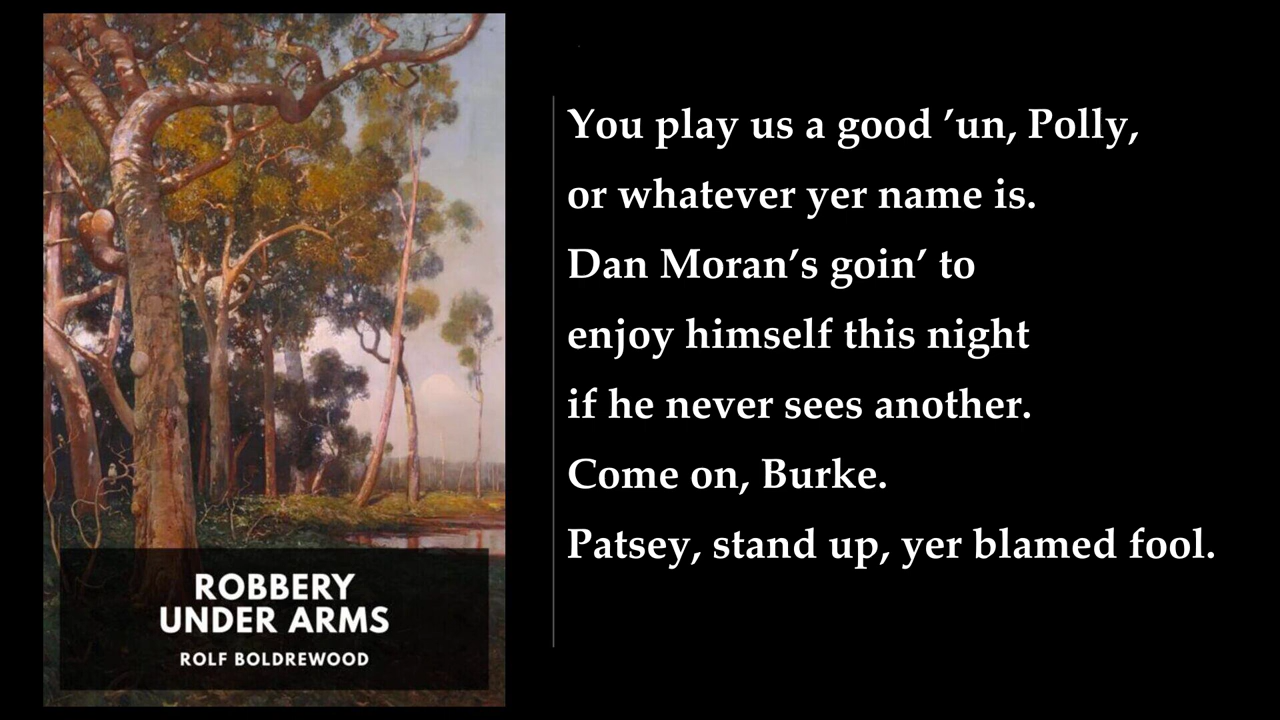 ROBBERY
UNDER ARMS
ROLF BOLDREWOOD
You play us a good ’un, Polly,
or whatever yer name is.
Dan Moran’s goin’ to
enjoy himself this night
if he never sees another.
Come on, Burke.
Patsey, stand up, yer blamed fool.